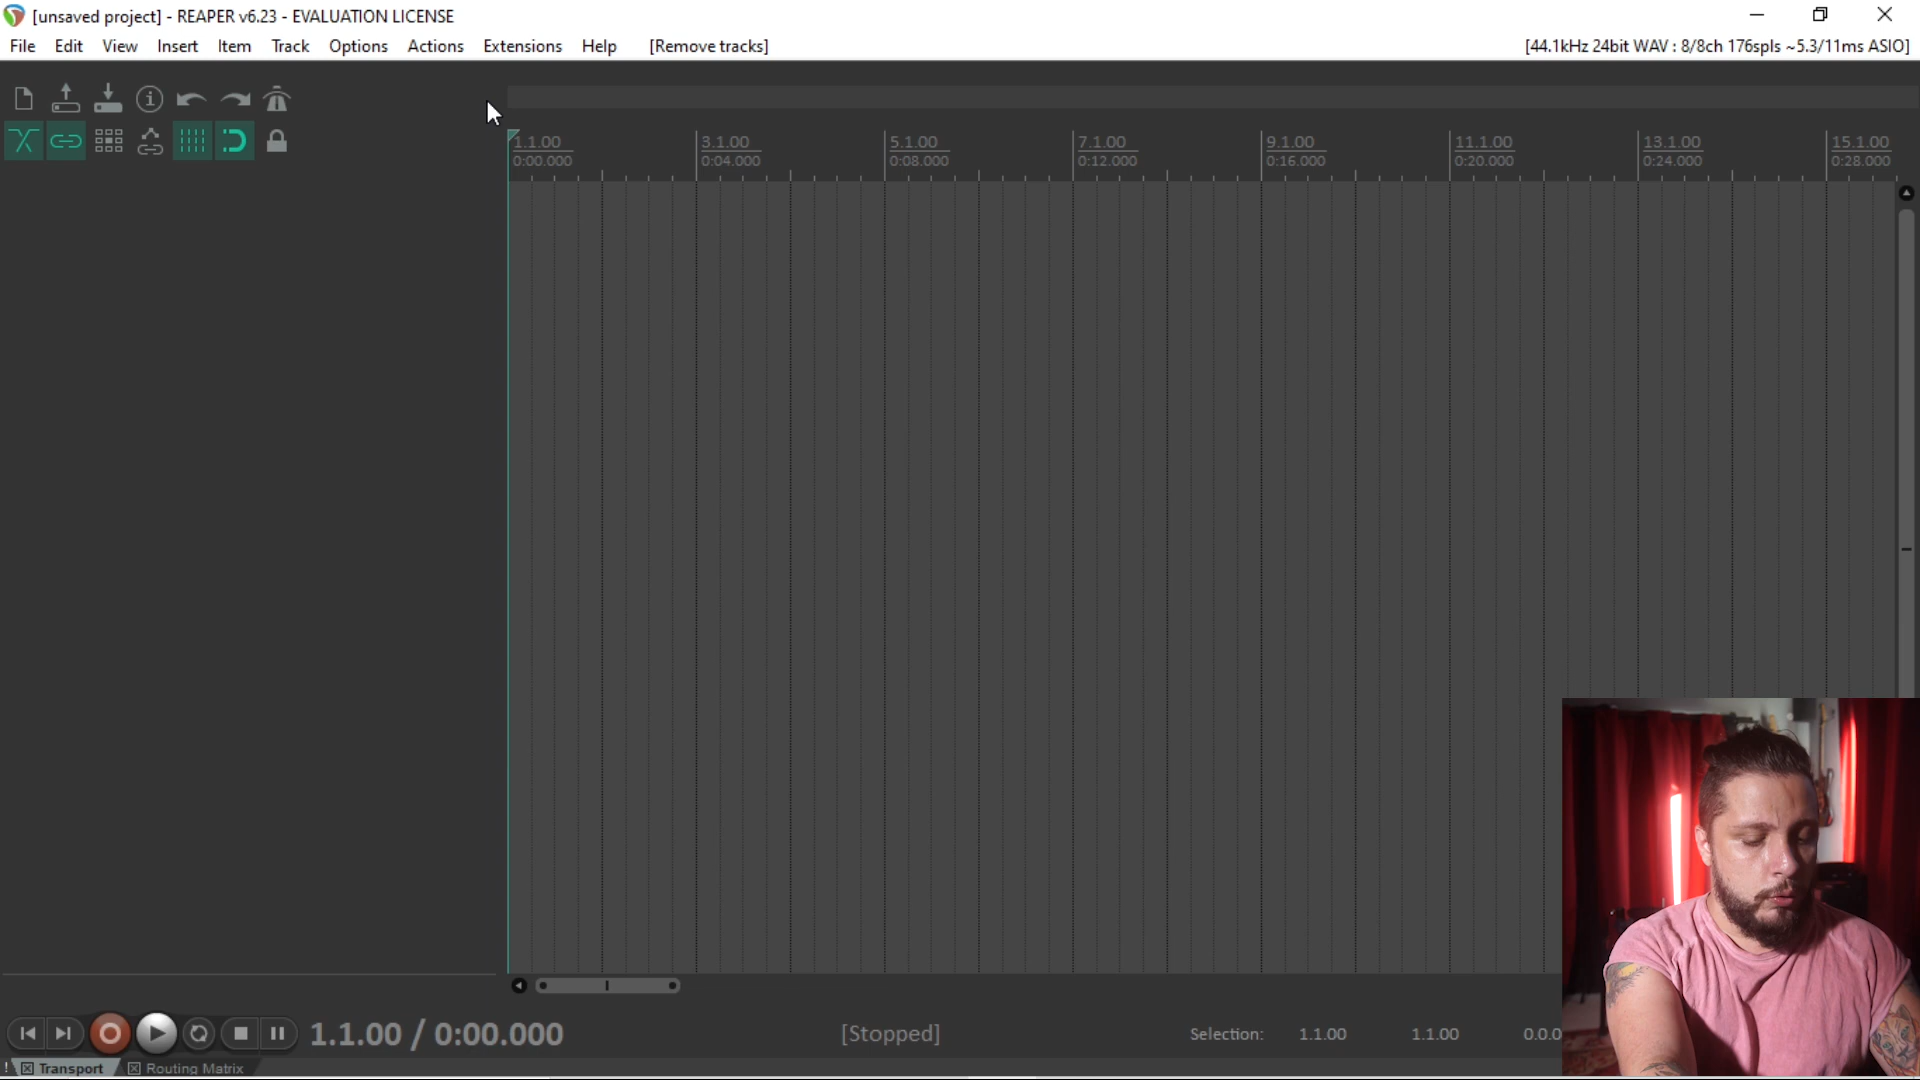 [unsaved project] - REAPER v6.23 - EVALUATION LICENSE
File Edit View Insert Item Track Options Actions Extensions Help [Remove tracks] [44.1kHz 24bit WAV : 8/8ch 176spls ~5.3/11ms ASIO]
1.1.00 3.1.00 5.1.00 7.1.00 9.1.00 11.1.00 13.1.00 15.1.00
0:00.000 0:04.000 0:08.000 0:12.000 0:16.000 0:20.000 0:24.000 0:28.000
1.1.00 / 0:00.000 [Stopped] Selection: 1.1.00 1.1.00 0.0.0
! Transport Routing Matrix